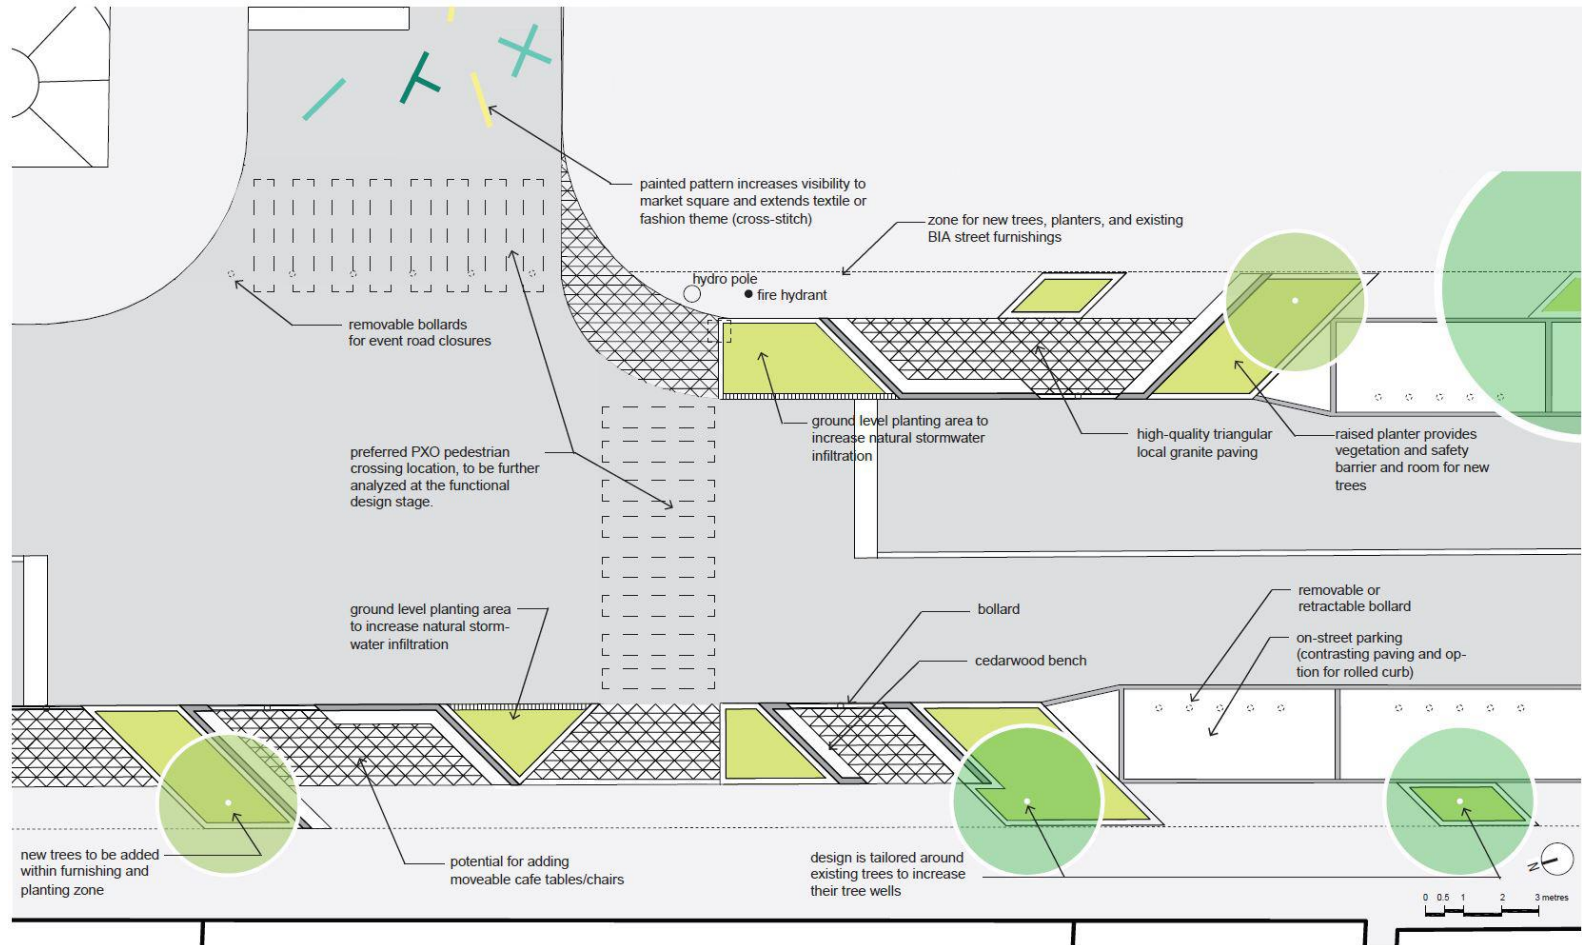 painted pattern increases visibility to
market square and extends textile or
fashion theme (cross-stitch)
zone for new trees, planters, and existing
BIA street furnishings
hydro pole
fire hydrant
removable bollards
for event road closures
ground level planting area to
increase natural stormwater
infiltration
high-quality triangular
local granite paving
raised planter provides
vegetation and safety
barrier and room for new
trees
preferred PXO pedestrian
crossing location, to be further
analyzed at the functional
design stage.
ground level planting area
to increase natural storm-
water infiltration
bollard
cedarwood bench
removable or
retractable bollard
on-street parking
(contrasting paving and op-
tion for rolled curb)
new trees to be added
within furnishing and
planting zone
potential for adding
moveable cafe tables/chairs
design is tailored around
existing trees to increase
their tree wells
N
0 0.5 1 2 3 metres